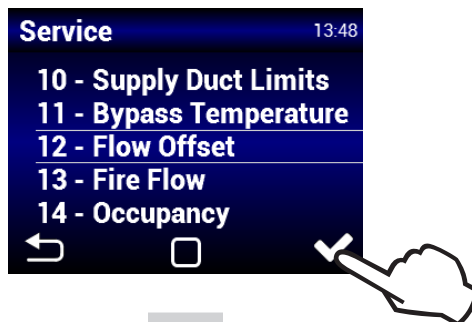 Service 13:48
10 - Supply Duct Limits
11 - Bypass Temperature
12 - Flow Offset
13 - Fire Flow
14 - Occupancy